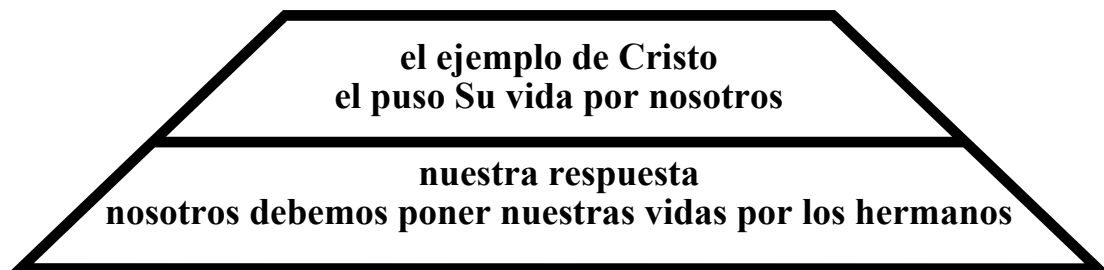 el ejemplo de Cristo
el puso Su vida por nosotros
nuestra respuesta
nosotros debemos poner nuestras vidas por los hermanos